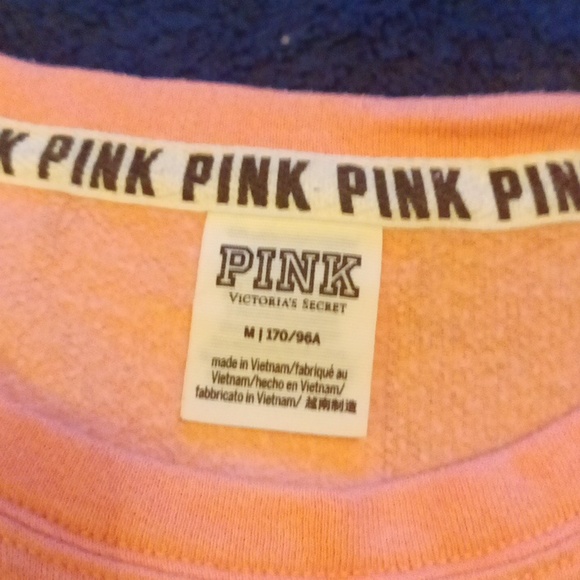 K PINK PINK PINK PIN
PINK
VICTORIA'S SECRET
M | 170/96A
made in Vietnam/fabriqué au
Vietnam/hecho en Vietnam/
fabbricato in Vietnam/ 越南制造